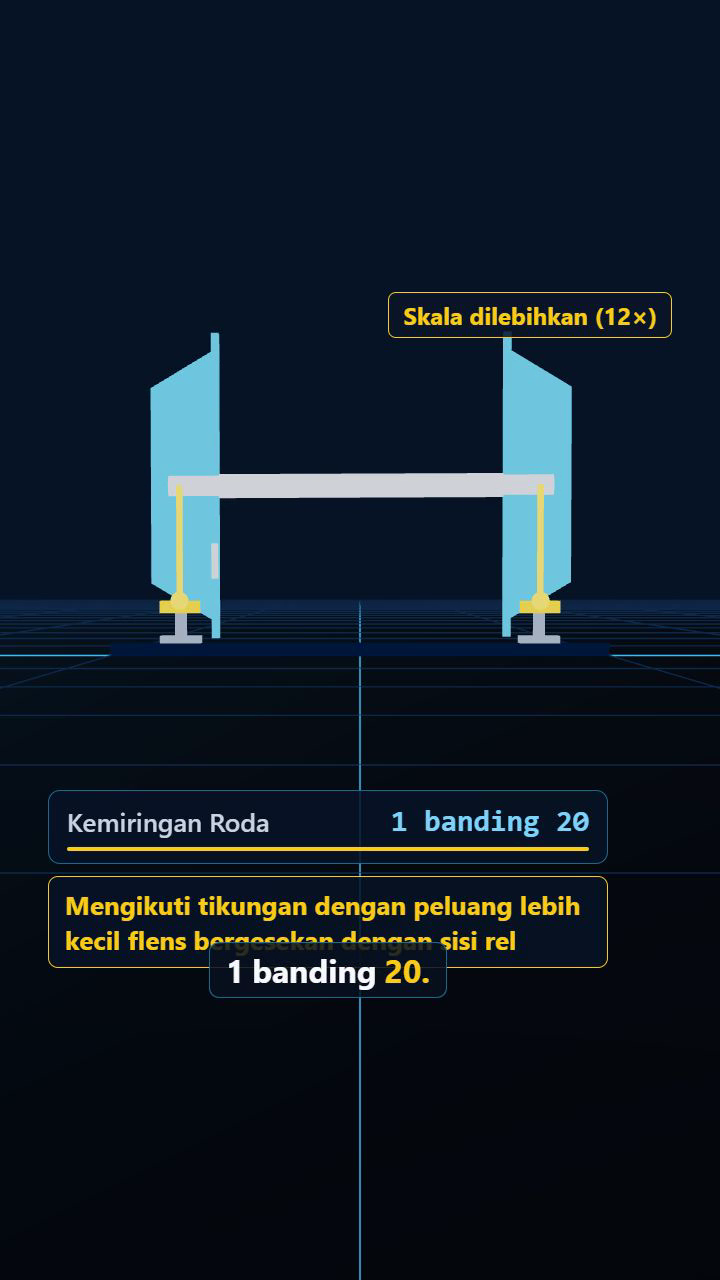 Skala dilebihkan (12×)
Kemiringan Roda 1 banding 20
Mengikuti tikungan dengan peluang lebih
kecil flens bergesekan dengan sisi rel
1 banding 20.